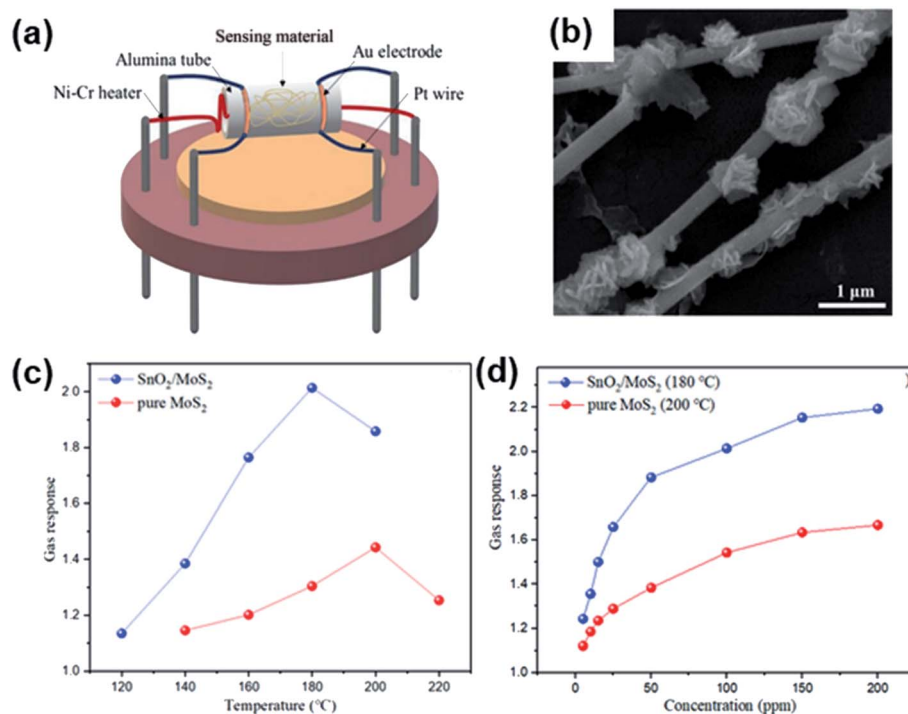 (a)
Sensing material
Alumina tube
Au electrode
Ni-Cr heater
Pt wire
(b)
1 μm
(c)
SnO₂/MoS₂
pure MoS₂
Gas response
2.0
1.8
1.6
1.4
1.2
1.0
120 140 160 180 200 220
Temperature (℃)
(d)
SnO₂/MoS₂ (180 ℃)
pure MoS₂ (200 ℃)
)
Gas response
2.2
2.0
1.8
1.6
1.4
1.2
1.0
0 50 100 150 200
Concentration (ppm)